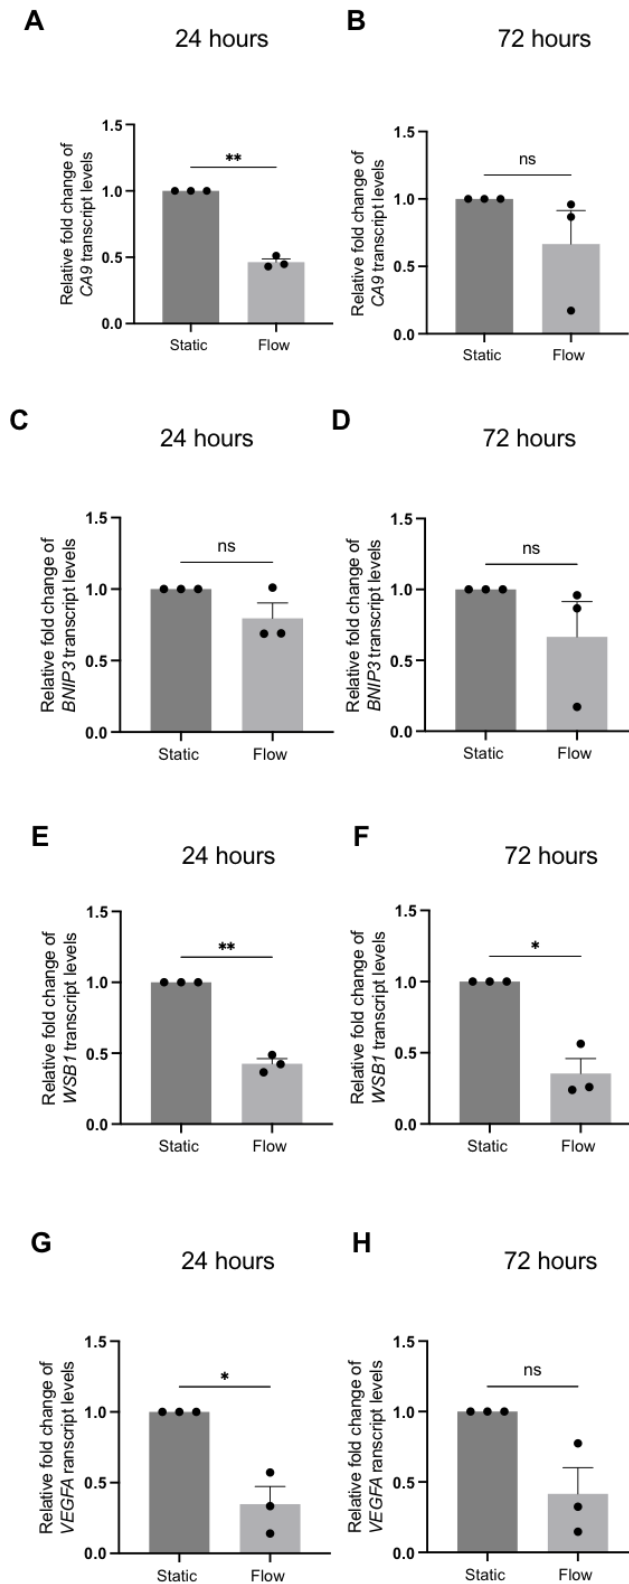 A
24 hours
B
72 hours
Relative fold change of
CA9 transcript levels
1.5
1.0
0.5
0.0
**
Static
Flow
Relative fold change of
CA9 transcript levels
1.5
1.0
0.5
0.0
ns
Static
Flow
C
24 hours
D
72 hours
Relative fold change of
BNIP3 transcript levels
1.5
1.0
0.5
0.0
ns
Static
Flow
Relative fold change of
BNIP3 transcript levels
1.5
1.0
0.5
0.0
ns
Static
Flow
E
24 hours
F
72 hours
Relative fold change of
WSB1 transcript levels
1.5
1.0
0.5
0.0
**
Static
Flow
Relative fold change of
WSB1 transcript levels
1.5
1.0
0.5
0.0
*
Static
Flow
G
24 hours
H
72 hours
Relative fold change of
VEGFA ranscript levels
1.5
1.0
0.5
0.0
*
Static
Flow
Relative fold change of
VEGFA ranscript levels
1.5
1.0
0.5
0.0
ns
Static
Flow